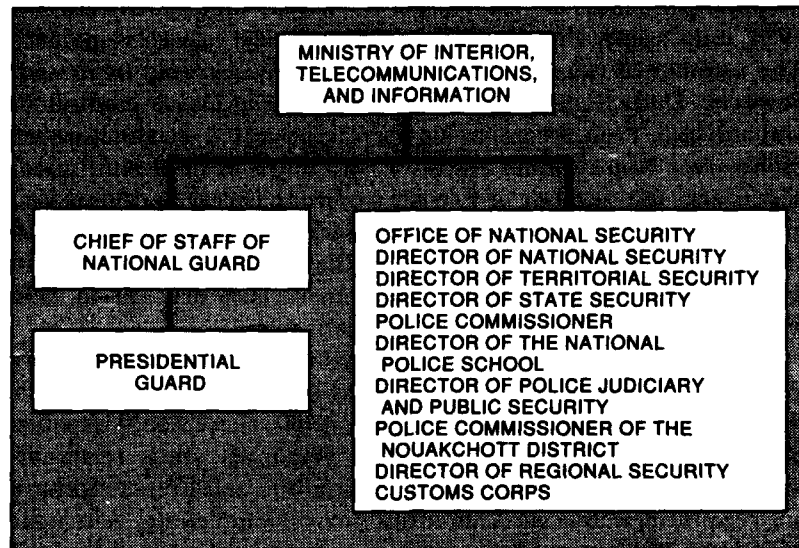 MINISTRY OF INTERIOR,
TELECOMMUNICATIONS,
AND INFORMATION
CHIEF OF STAFF OF
NATIONAL GUARD
PRESIDENTIAL
GUARD
OFFICE OF NATIONAL SECURITY
DIRECTOR OF NATIONAL SECURITY
DIRECTOR OF TERRITORIAL SECURITY
DIRECTOR OF STATE SECURITY
POLICE COMMISSIONER
DIRECTOR OF THE NATIONAL
POLICE SCHOOL
DIRECTOR OF POLICE JUDICIARY
AND PUBLIC SECURITY
POLICE COMMISSIONER OF THE
NOUAKCHOTT DISTRICT
DIRECTOR OF REGIONAL SECURITY
CUSTOMS CORPS